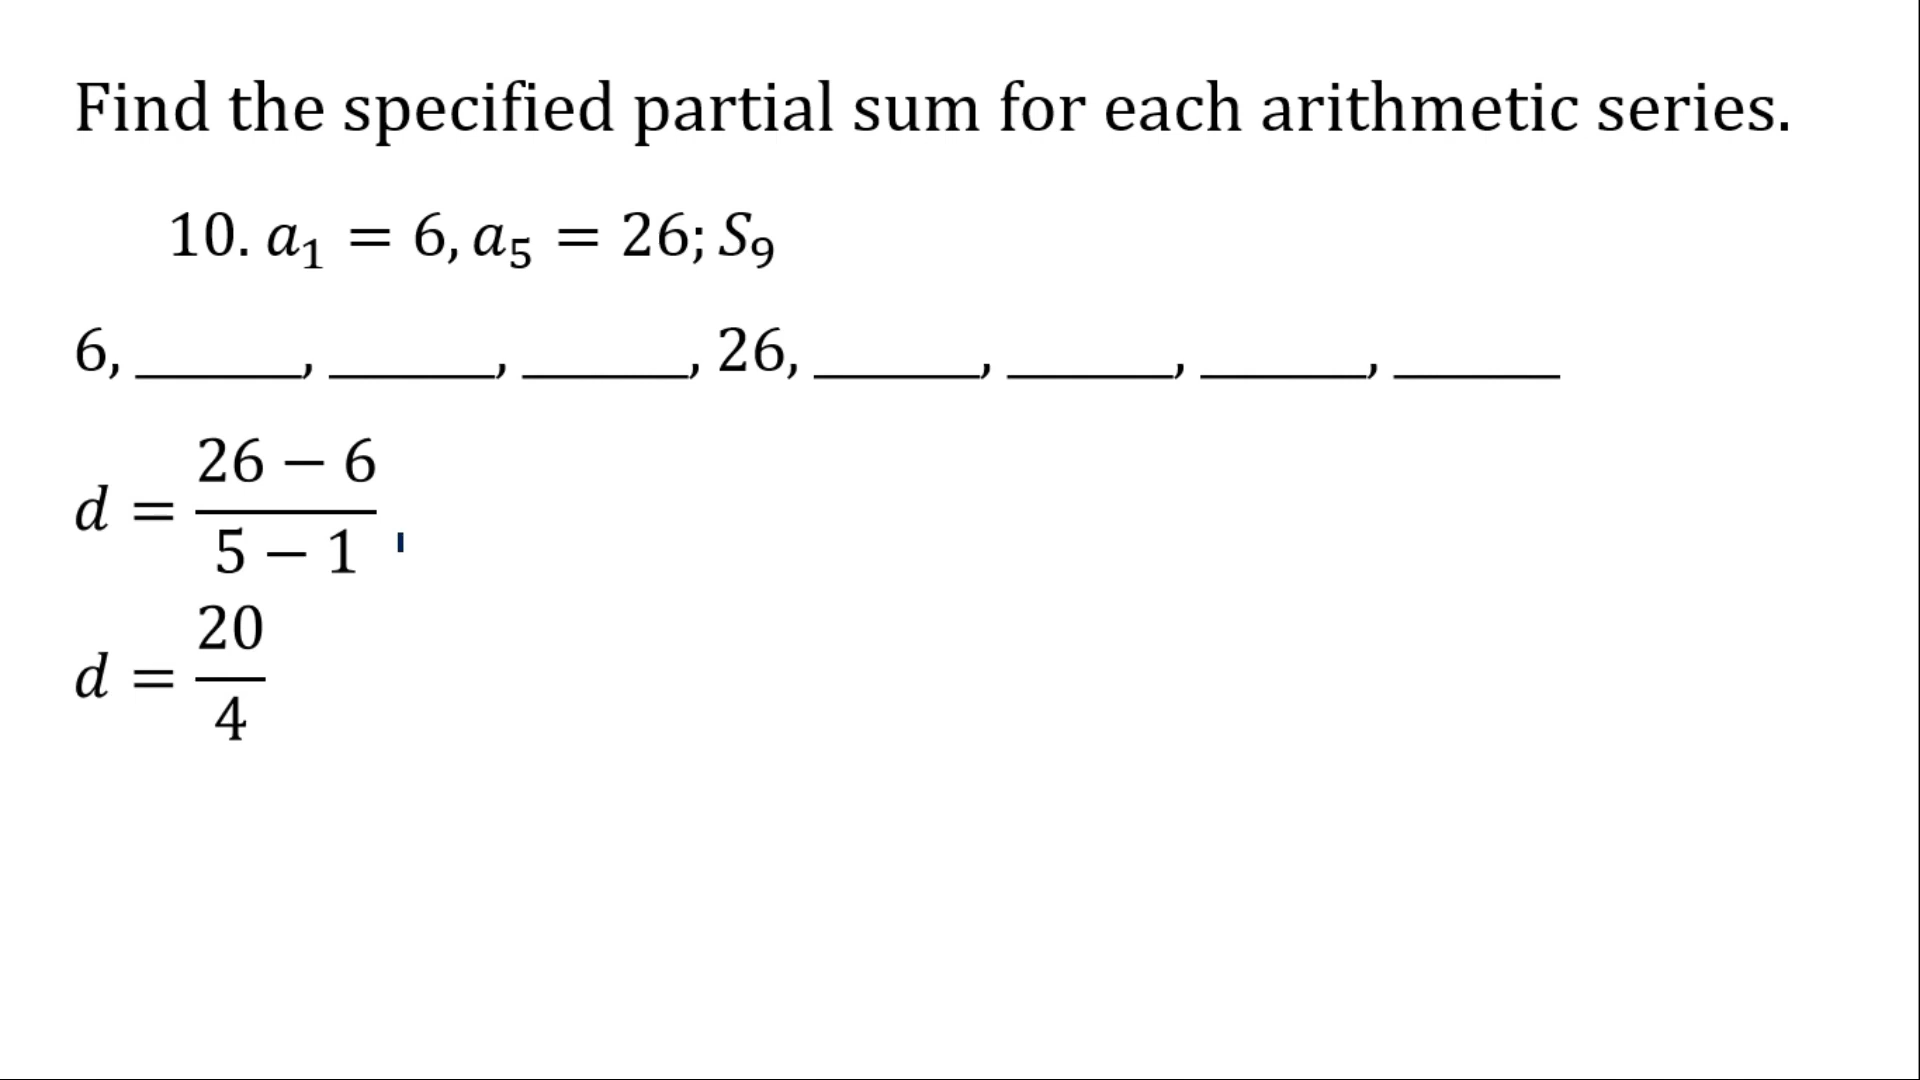 Find the specified partial sum for each arithmetic series.
10. a₁ = 6, a₅ = 26; S₉
6, ______, ______, ______, 26, ______, ______, ______, ______
d = (26 − 6)/(5 − 1)
d = 20/4